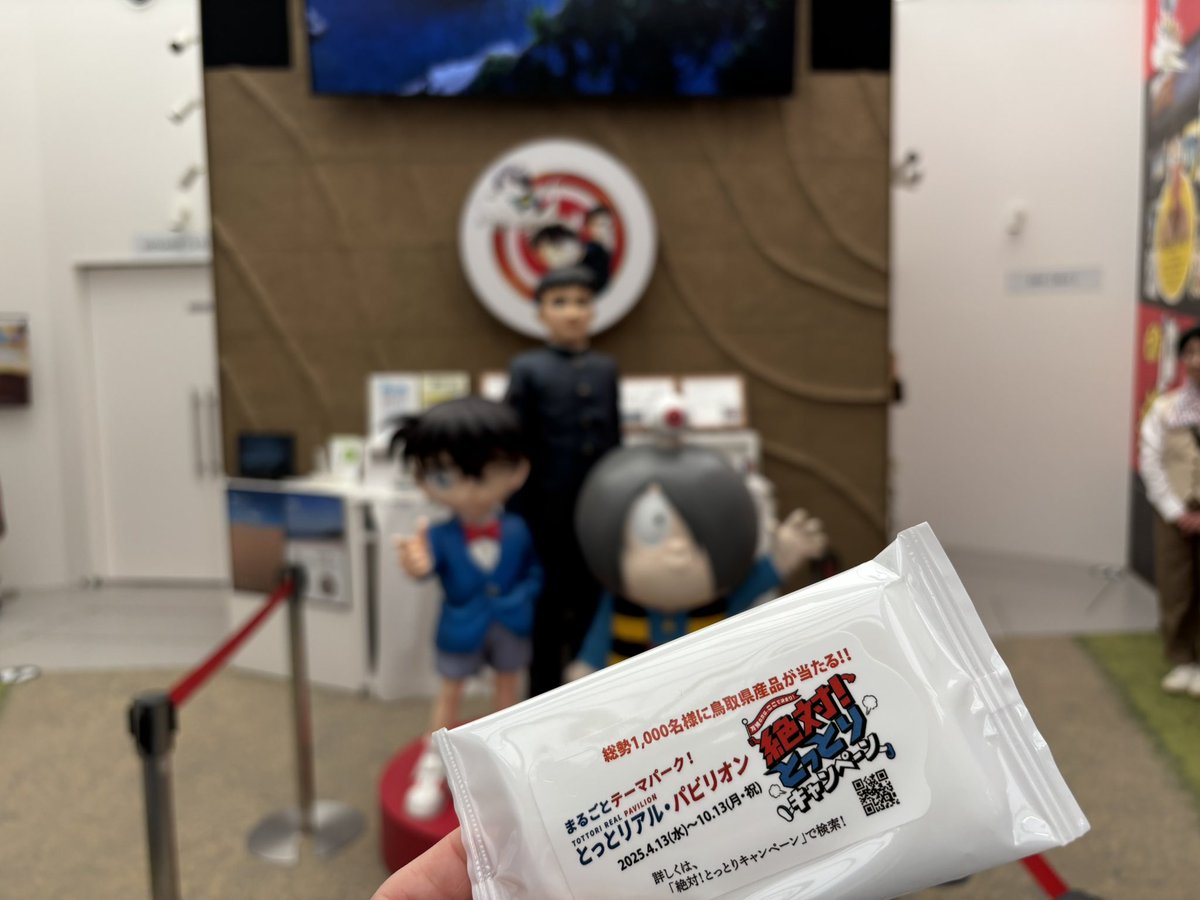 総勢1,000名様に鳥取県産品が当たる!!
まるごとテーマパーク!
TOTTORI REAL PAVILION
とっとリアル・パビリオン
2025.4.13(水)~10.13(月・祝)
絶対!
とっとり
キャンペーン
詳しくは、
「絶対!とっとりキャンペーン」で検索!